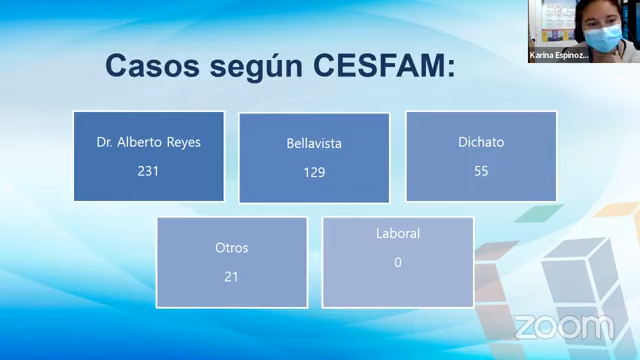 Karina Espinoz...
Casos según CESFAM:
Dr. Alberto Reyes
231
Bellavista
129
Dichato
55
Otros
21
Laboral
0
zoom